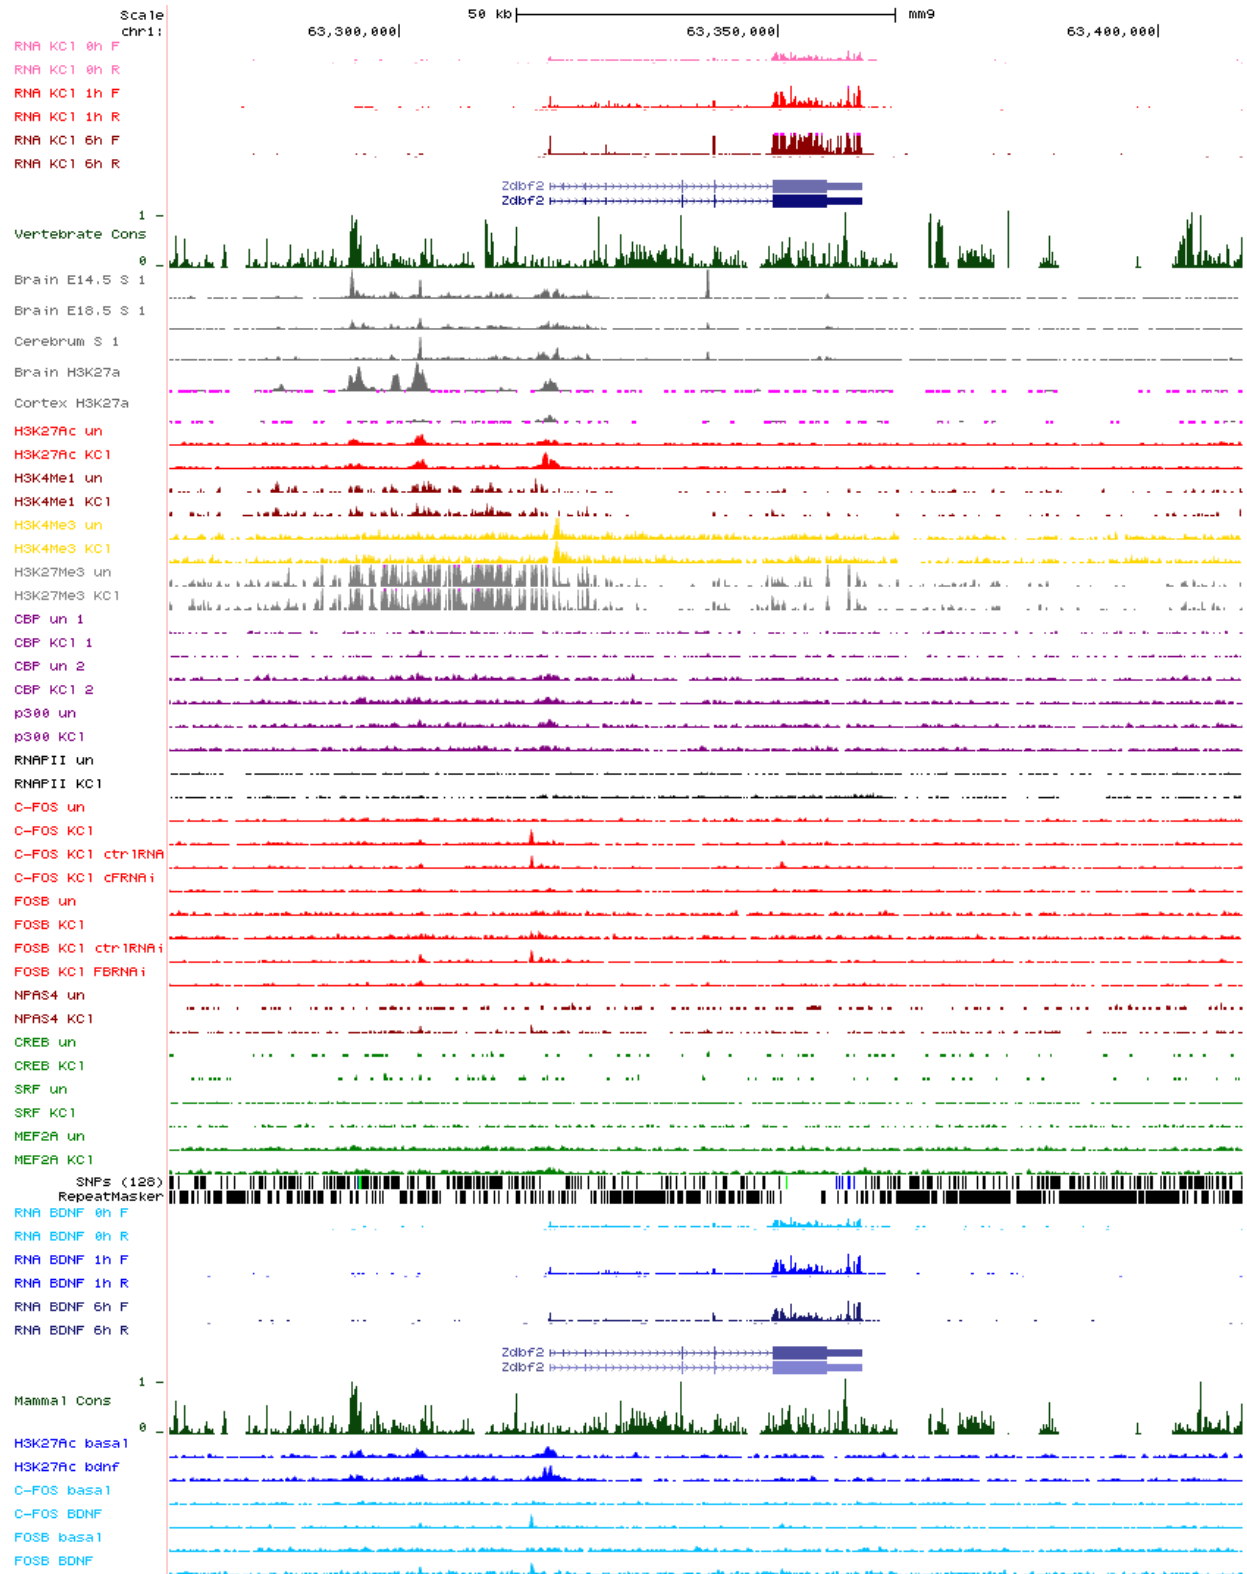 Scale 50 kb mm9
chr1: 63,300,000 63,350,000 63,400,000
RNA KCl 0h F
RNA KCl 0h R
RNA KCl 1h F
RNA KCl 1h R
RNA KCl 6h F
RNA KCl 6h R
Zdbf2
Zdbf2
1
Vertebrate Cons
0
Brain E14.5 S 1
Brain E18.5 S 1
Cerebrum S 1
Brain H3K27a
Cortex H3K27a
H3K27Ac un
H3K27Ac KCl
H3K4Me1 un
H3K4Me1 KCl
H3K4Me3 un
H3K4Me3 KCl
H3K27Me3 un
H3K27Me3 KCl
CBP un 1
CBP KCl 1
CBP un 2
CBP KCl 2
p300 un
p300 KCl
RNAPII un
RNAPII KCl
C-FOS un
C-FOS KCl
C-FOS KCl ctrlRNA
C-FOS KCl cFRNAi
FOSB un
FOSB KCl
FOSB KCl ctrlRNAi
FOSB KCl FBRNAi
NPAS4 un
NPAS4 KCl
CREB un
CREB KCl
SRF un
SRF KCl
MEF2A un
MEF2A KCl
SNPs (128)
RepeatMasker
RNA BDNF 0h F
RNA BDNF 0h R
RNA BDNF 1h F
RNA BDNF 1h R
RNA BDNF 6h F
RNA BDNF 6h R
Zdbf2
Zdbf2
1
Mammal Cons
0
H3K27Ac basal
H3K27Ac bdnf
C-FOS basal
C-FOS BDNF
FOSB basal
FOSB BDNF